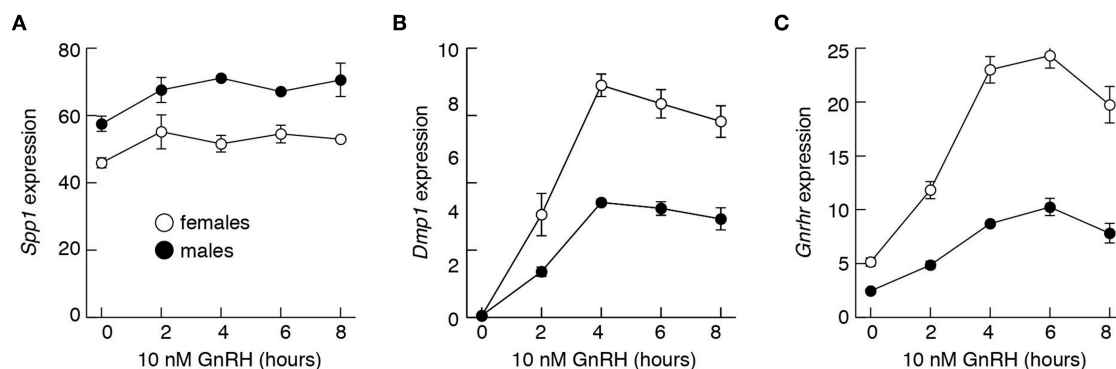 A
Spp1 expression
80
60
40
20
0
females
males
0 2 4 6 8
10 nM GnRH (hours)
B
Dmp1 expression
10
8
6
4
2
0
0 2 4 6 8
10 nM GnRH (hours)
C
Gnrhr expression
25
20
15
10
5
0
0 2 4 6 8
10 nM GnRH (hours)